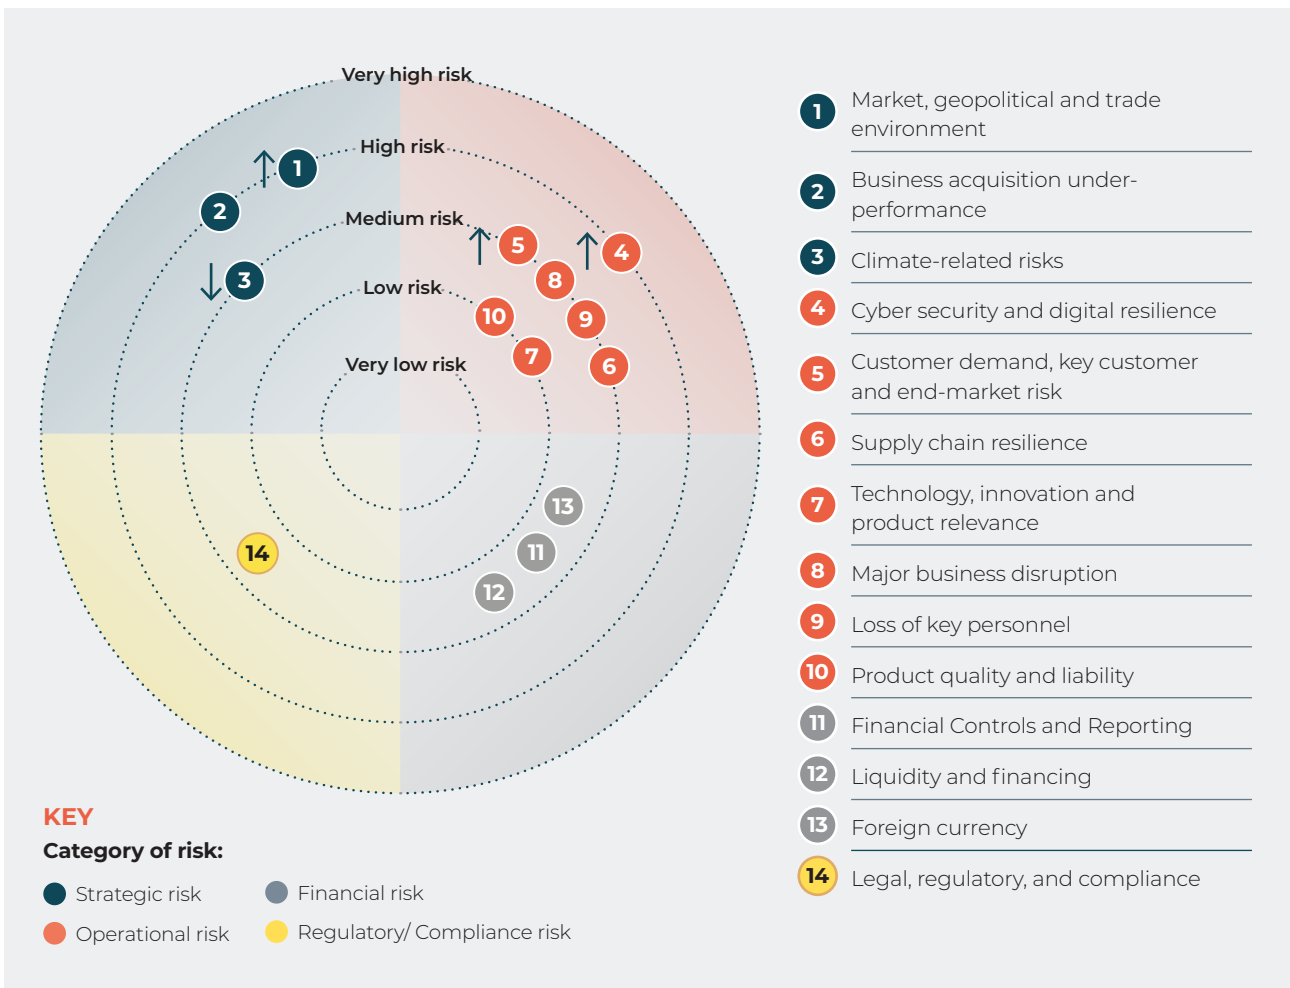 Very high risk
High risk
1
2
Medium risk
5
4
3
8
Low risk
10
9
7
Very low risk
6
13
11
14
12
1
Market, geopolitical and trade
environment
2
Business acquisition under-
performance
3
Climate-related risks
4
Cyber security and digital resilience
5
Customer demand, key customer
and end-market risk
6
Supply chain resilience
7
Technology, innovation and
product relevance
8
Major business disruption
9
Loss of key personnel
10
Product quality and liability
11
Financial Controls and Reporting
12
Liquidity and financing
13
Foreign currency
14
Legal, regulatory, and compliance
KEY
Category of risk:
Strategic risk
Financial risk
Operational risk
Regulatory/ Compliance risk